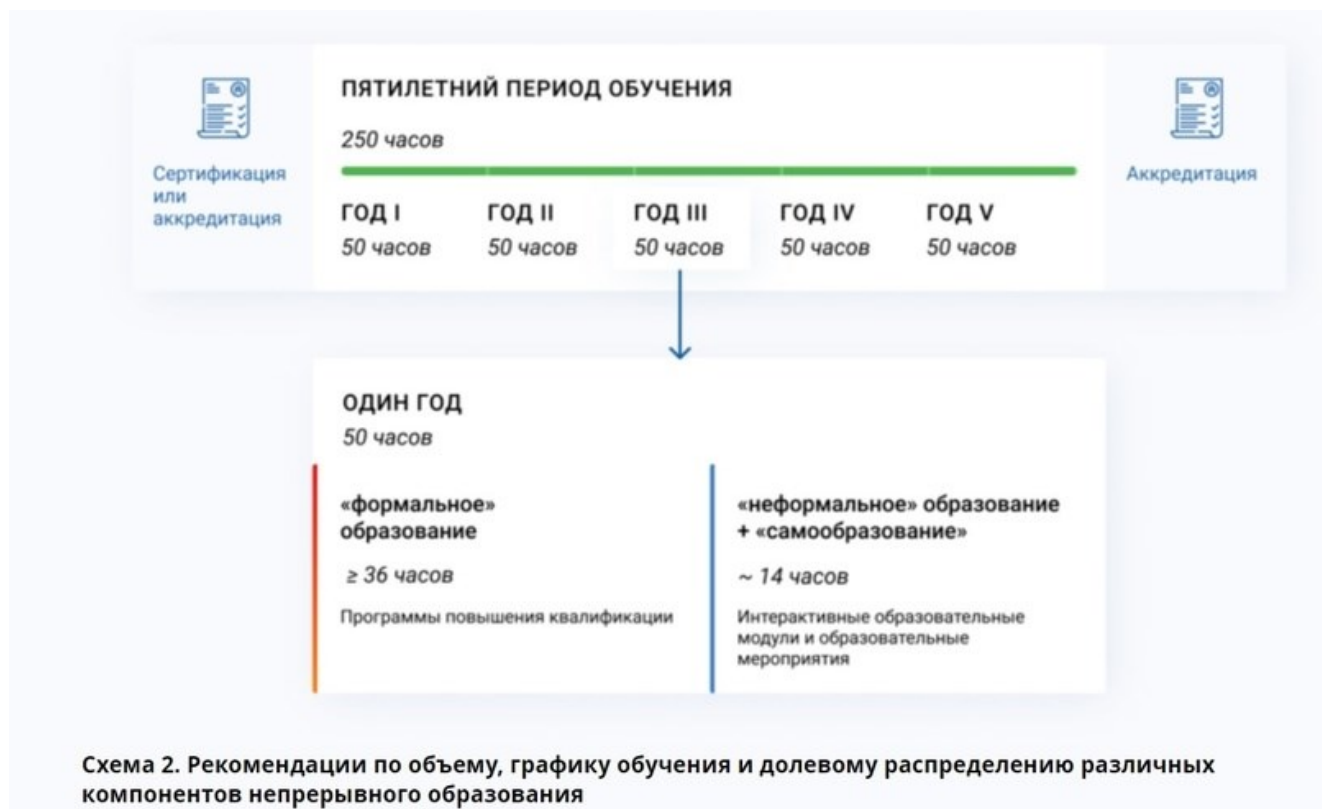 Сертификация
или
аккредитация
ПЯТИЛЕТНИЙ ПЕРИОД ОБУЧЕНИЯ
250 часов
ГОД I
50 часов
ГОД II
50 часов
ГОД III
50 часов
ГОД IV
50 часов
ГОД V
50 часов
Аккредитация
ОДИН ГОД
50 часов
«формальное»
образование
≥ 36 часов
Программы повышения квалификации
«неформальное» образование
+ «самообразование»
~ 14 часов
Интерактивные образовательные
модули и образовательные
мероприятия
Схема 2. Рекомендации по объему, графику обучения и долевому распределению различных
компонентов непрерывного образования